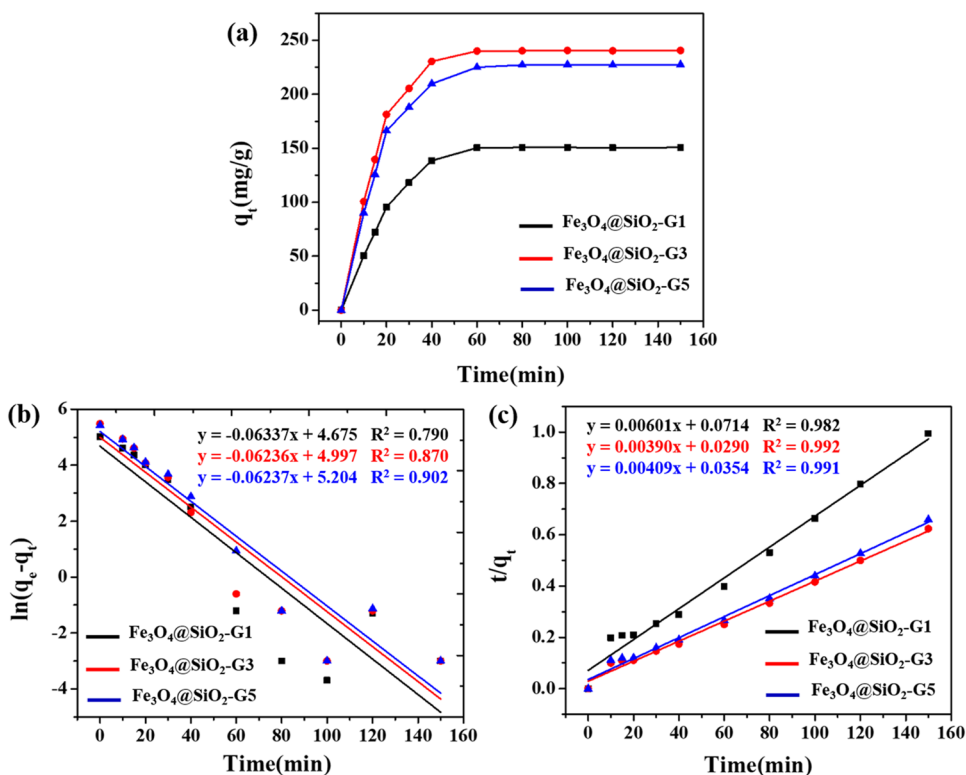 (a)
250
200
150
100
50
0
qt(mg/g)
Fe3O4@SiO2-G1
Fe3O4@SiO2-G3
Fe3O4@SiO2-G5
0 20 40 60 80 100 120 140 160
Time(min)
(b)
6
4
2
0
-2
-4
ln(qe-qt)
y = -0.06337x + 4.675 R² = 0.790
y = -0.06236x + 4.997 R² = 0.870
y = -0.06237x + 5.204 R² = 0.902
Fe3O4@SiO2-G1
Fe3O4@SiO2-G3
Fe3O4@SiO2-G5
0 20 40 60 80 100 120 140 160
Time(min)
(c)
1.0
0.8
0.6
0.4
0.2
0.0
t/qt
y = 0.00601x + 0.0714 R² = 0.982
y = 0.00390x + 0.0290 R² = 0.992
y = 0.00409x + 0.0354 R² = 0.991
Fe3O4@SiO2-G1
Fe3O4@SiO2-G3
Fe3O4@SiO2-G5
0 20 40 60 80 100 120 140 160
Time(min)